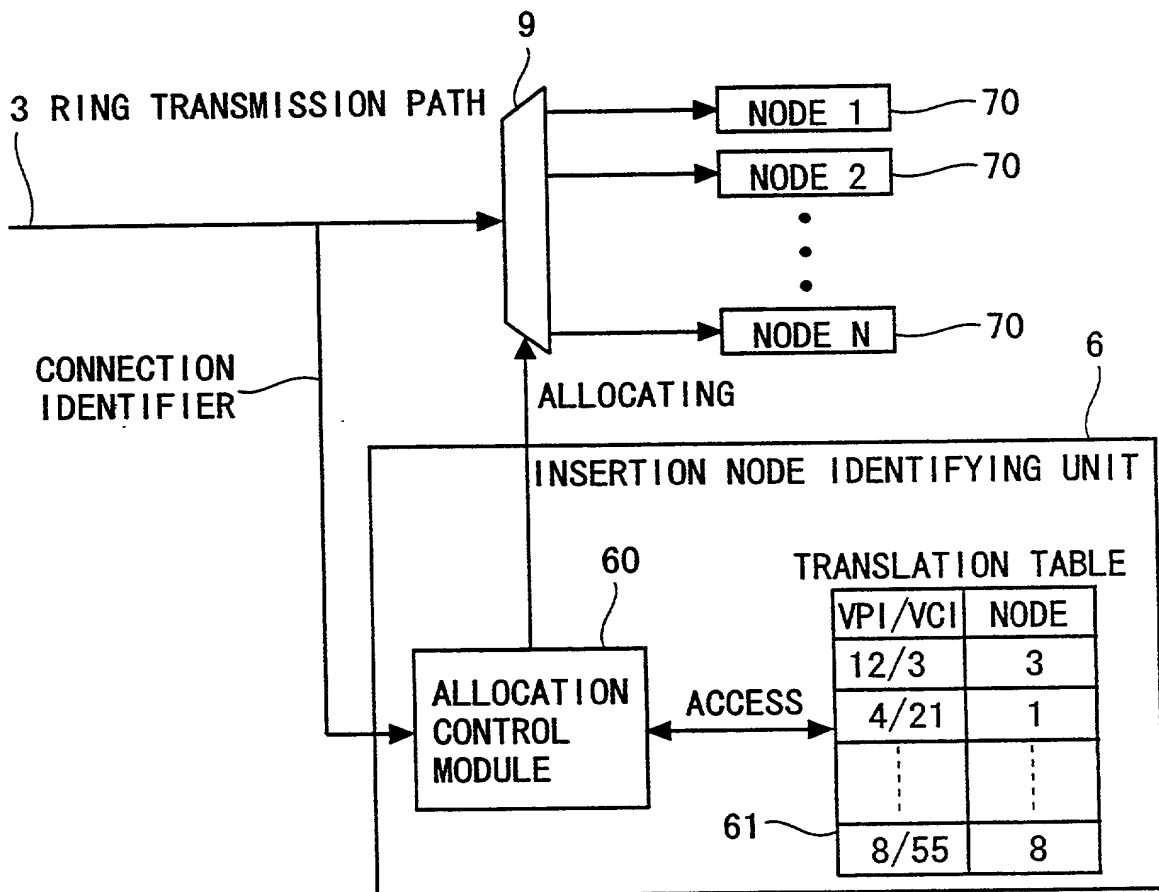 9
3 RING TRANSMISSION PATH
NODE 1
70
NODE 2
70
NODE N
70
CONNECTION
IDENTIFIER
ALLOCATING
6
INSERTION NODE IDENTIFYING UNIT
60
TRANSLATION TABLE
VPI/VCI NODE
12/3 3
4/21 1
8/55 8
ALLOCATION
CONTROL
MODULE
ACCESS
61